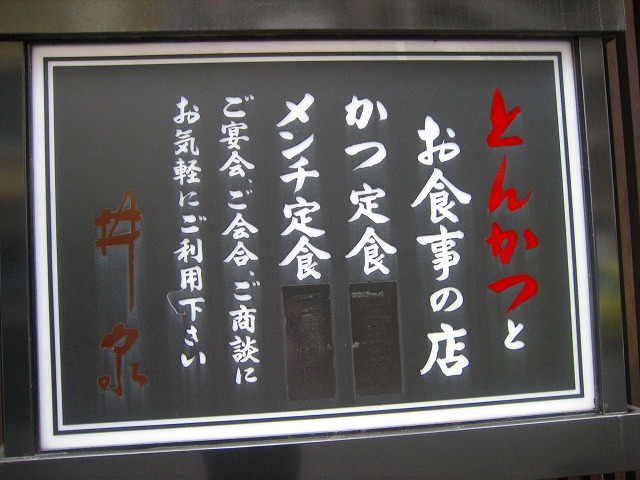 とんかつと
お食事の店
かつ定食
メンチ定食
ご宴会、ご会合、ご商談に
お気軽にご利用下さい
井泉